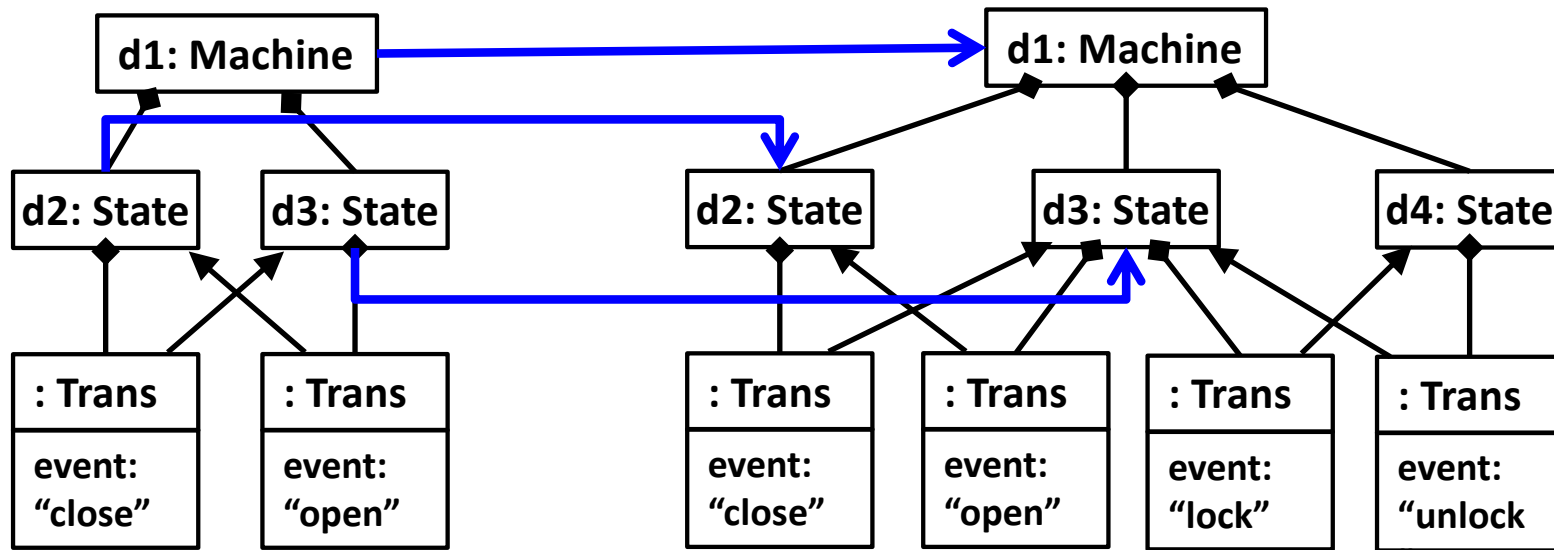 d1: Machine
d1: Machine
d2: State
d3: State
d2: State
d3: State
d4: State
: Trans
: Trans
: Trans
: Trans
: Trans
: Trans
event:
“close”
event:
“open”
event:
“close”
event:
“open”
event:
“lock”
event:
“unlock